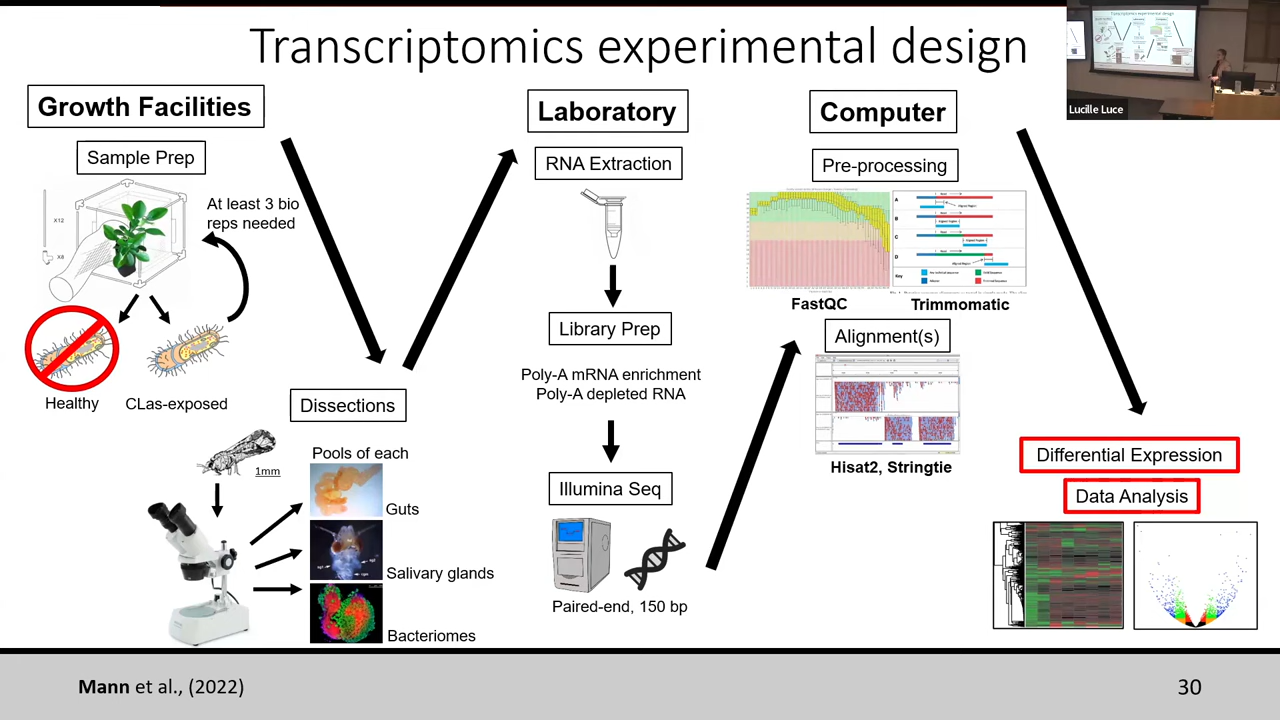 Transcriptomics experimental design
Lucille Luce
Growth Facilities
Sample Prep
X12
X8
At least 3 bio
reps needed
Healthy
CLas-exposed
1mm
Dissections
Pools of each
Guts
Salivary glands
Bacteriomes
Laboratory
RNA Extraction
Library Prep
Poly-A mRNA enrichment
Poly-A depleted RNA
Illumina Seq
Paired-end, 150 bp
Computer
Pre-processing
A
B
C
D
Key
FastQC
Trimmomatic
Alignment(s)
Hisat2, Stringtie
Differential Expression
Data Analysis
Mann et al., (2022)
30